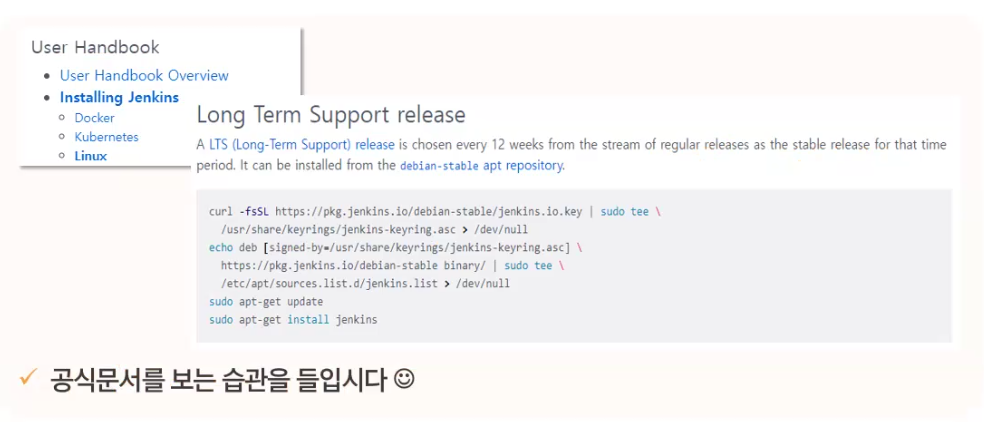 User Handbook
User Handbook Overview
Installing Jenkins
Docker
Kubernetes
Linux
Long Term Support release
A LTS (Long-Term Support) release is chosen every 12 weeks from the stream of regular releases as the stable release for that time
period. It can be installed from the debian-stable apt repository.
curl -fsSL https://pkg.jenkins.io/debian-stable/jenkins.io.key | sudo tee \
/usr/share/keyrings/jenkins-keyring.asc > /dev/null
echo deb [signed-by=/usr/share/keyrings/jenkins-keyring.asc] \
https://pkg.jenkins.io/debian-stable binary/ | sudo tee \
/etc/apt/sources.list.d/jenkins.list > /dev/null
sudo apt-get update
sudo apt-get install jenkins
✓ 공식문서를 보는 습관을 들입시다 ☺